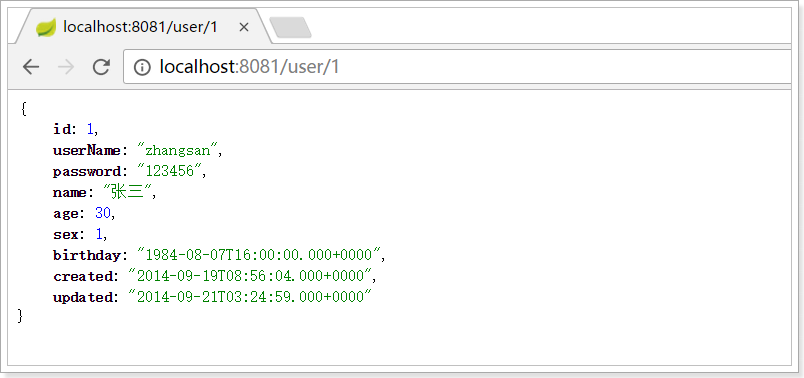 localhost:8081/user/1
localhost:8081/user/1
{
id: 1,
userName: "zhangsan",
password: "123456",
name: "张三",
age: 30,
sex: 1,
birthday: "1984-08-07T16:00:00.000+0000",
created: "2014-09-19T08:56:04.000+0000",
updated: "2014-09-21T03:24:59.000+0000"
}